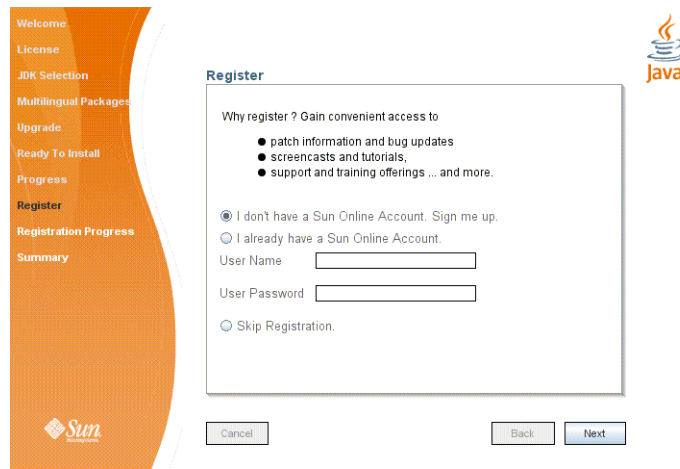 Welcome
License
JDK Selection
Multilingual Packages
Upgrade
Ready To Install
Progress
Register
Registration Progress
Summary
Sun
Java
Register
Why register ? Gain convenient access to
● patch information and bug updates
● screencasts and tutorials,
● support and training offerings ... and more.
I don't have a Sun Online Account. Sign me up.
I already have a Sun Online Account.
User Name
User Password
Skip Registration.
Cancel
Back
Next